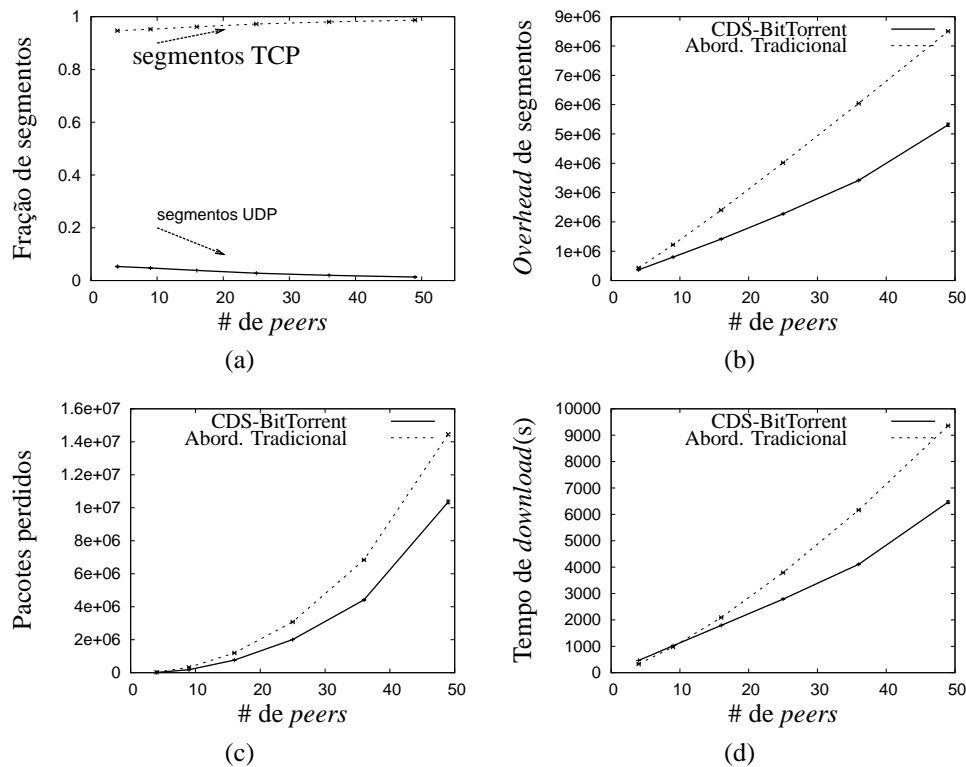 1
0.8
0.6
0.4
0.2
0
Fração de segmentos
segmentos TCP
segmentos UDP
0 10 20 30 40 50
# de peers
(a)
9e+06
8e+06
7e+06
6e+06
5e+06
4e+06
3e+06
2e+06
1e+06
0
Overhead de segmentos
CDS-BitTorrent
Abord. Tradicional
0 10 20 30 40 50
# de peers
(b)
1.6e+07
1.4e+07
1.2e+07
1e+07
8e+06
6e+06
4e+06
2e+06
0
Pacotes perdidos
CDS-BitTorrent
Abord. Tradicional
0 10 20 30 40 50
# de peers
(c)
10000
9000
8000
7000
6000
5000
4000
3000
2000
1000
0
Tempo de download(s)
CDS-BitTorrent
Abord. Tradicional
0 10 20 30 40 50
# de peers
(d)